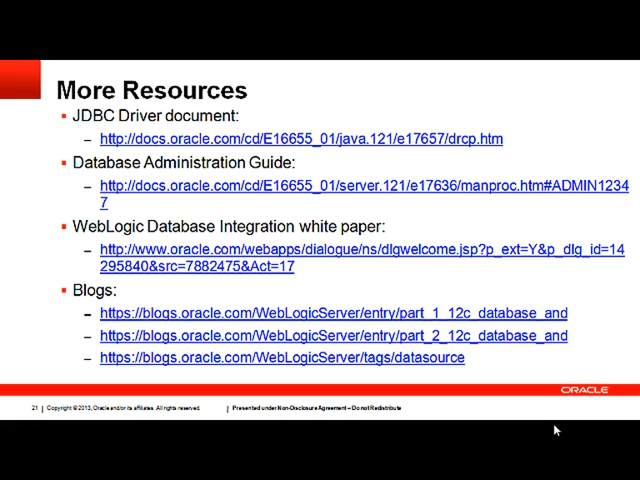 More Resources
JDBC Driver document:
– http://docs.oracle.com/cd/E16655_01/java.121/e17657/drcp.htm
Database Administration Guide:
– http://docs.oracle.com/cd/E16655_01/server.121/e17636/manproc.htm#ADMIN1234
7
WebLogic Database Integration white paper:
– http://www.oracle.com/webapps/dialogue/ns/dlgwelcome.jsp?p_ext=Y&p_dlg_id=14
295840&src=7882475&Act=17
Blogs:
– https://blogs.oracle.com/WebLogicServer/entry/part_1_12c_database_and
– https://blogs.oracle.com/WebLogicServer/entry/part_2_12c_database_and
– https://blogs.oracle.com/WebLogicServer/tags/datasource
ORACLE
21 | Copyright © 2013, Oracle and/or its affiliates. All rights reserved. | Presented under Non-Disclosure Agreement – Do not Redistribute